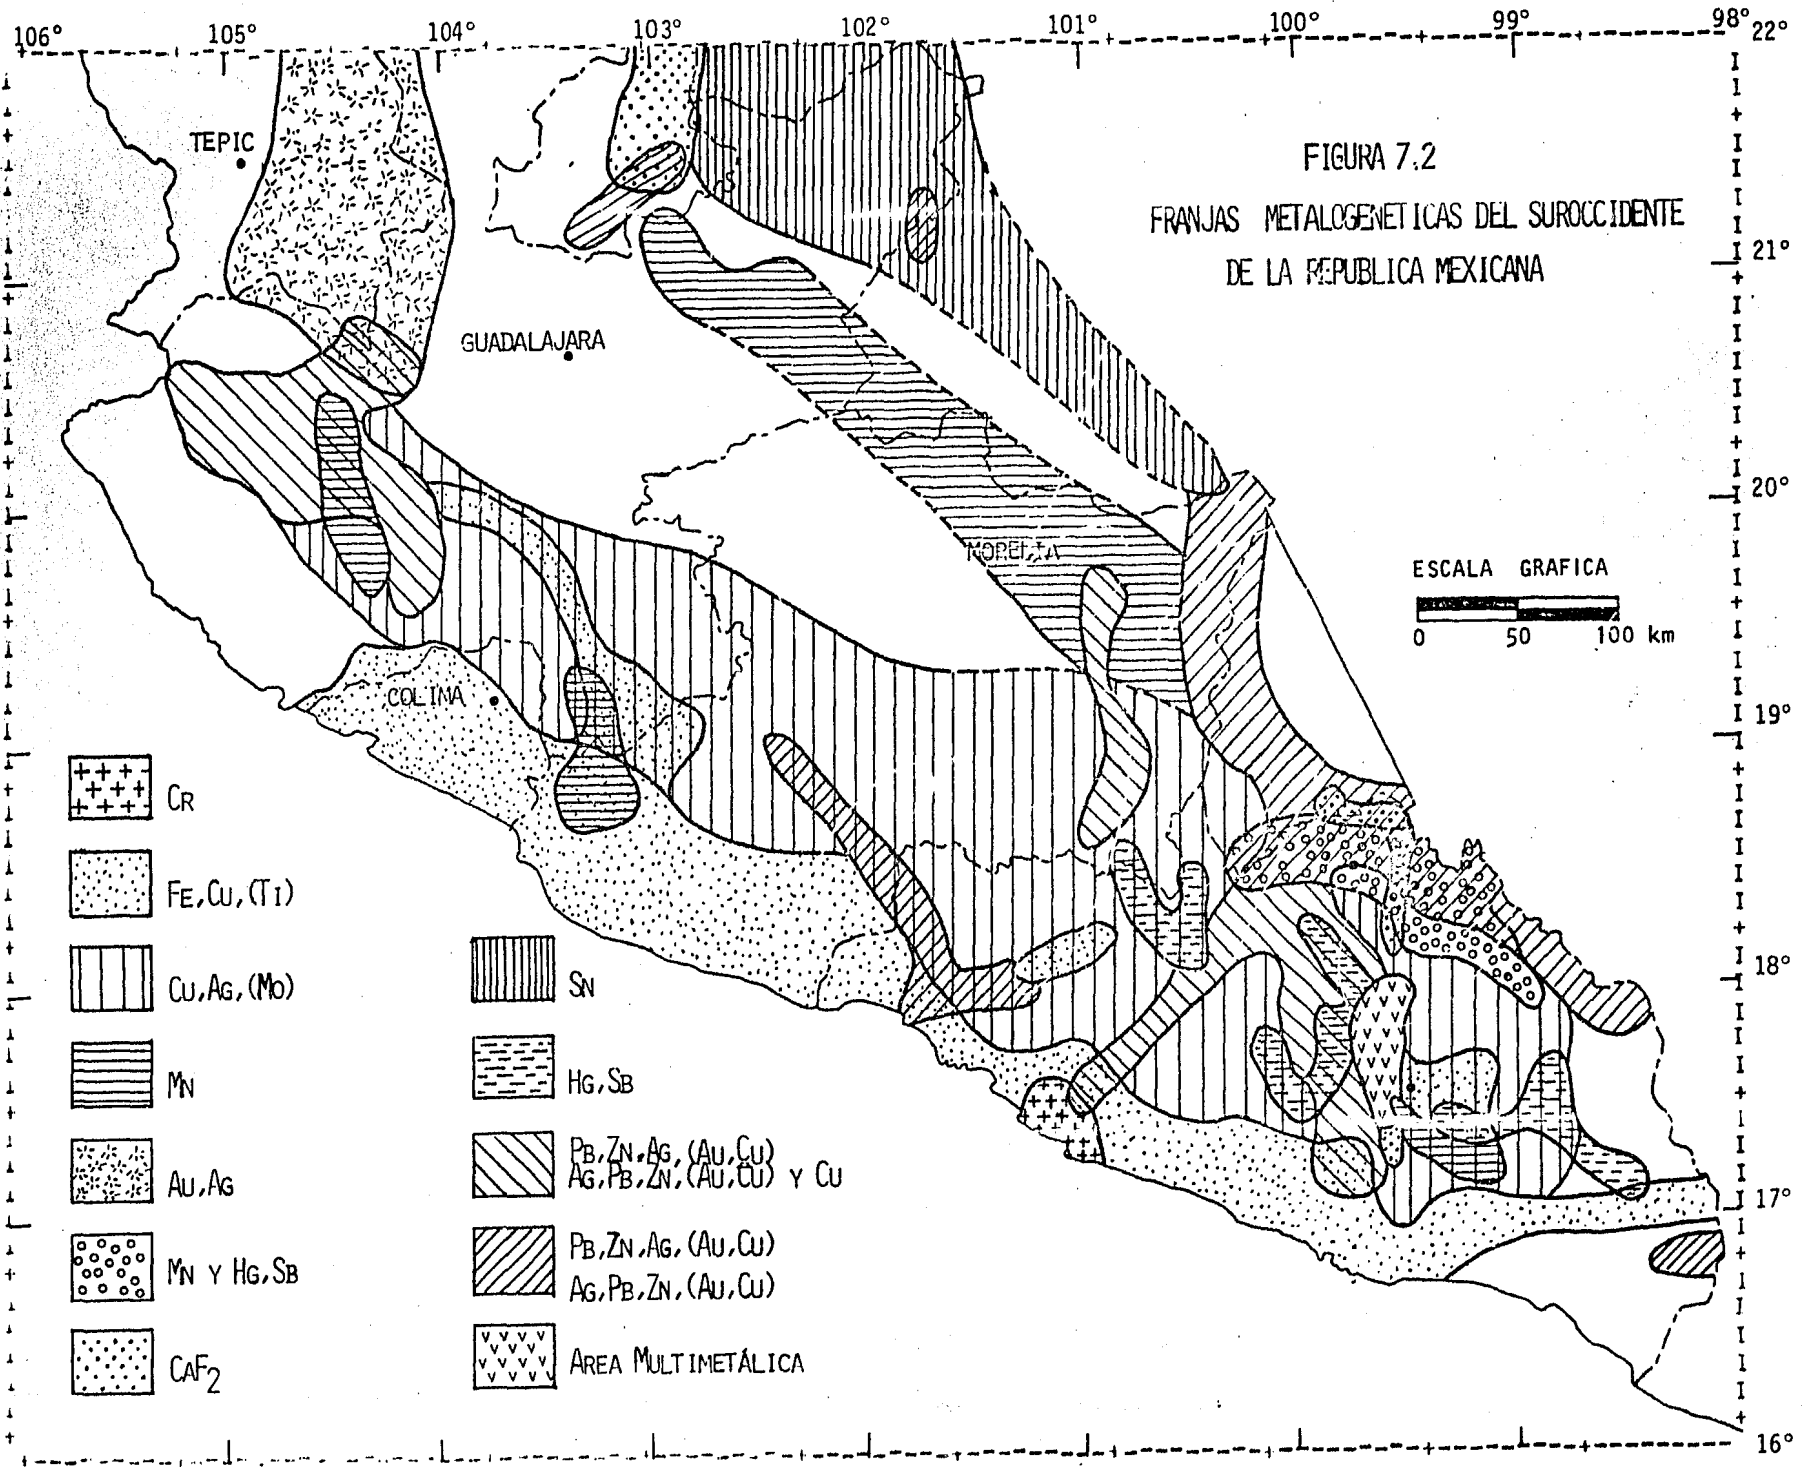 106° 105° 104° 103° 102° 101° 100° 99° 98°
22°
TEPIC
FIGURA 7.2
FRANJAS METALOGENETICAS DEL SUROCCIDENTE
DE LA REPUBLICA MEXICANA
21°
GUADALAJARA
20°
MORELIA
ESCALA GRAFICA
0 50 100 km
19°
COLIMA
CR
FE,CU,(TI)
CU,AG,(MO)
MN
AU,AG
MN Y HG,SB
CAF2
SN
HG,SB
PB,ZN,AG,(AU,CU)
AG,PB,ZN,(AU,CU) Y CU
PB,ZN,AG,(AU,CU)
AG,PB,ZN,(AU,CU)
AREA MULTIMETÁLICA
18°
17°
16°